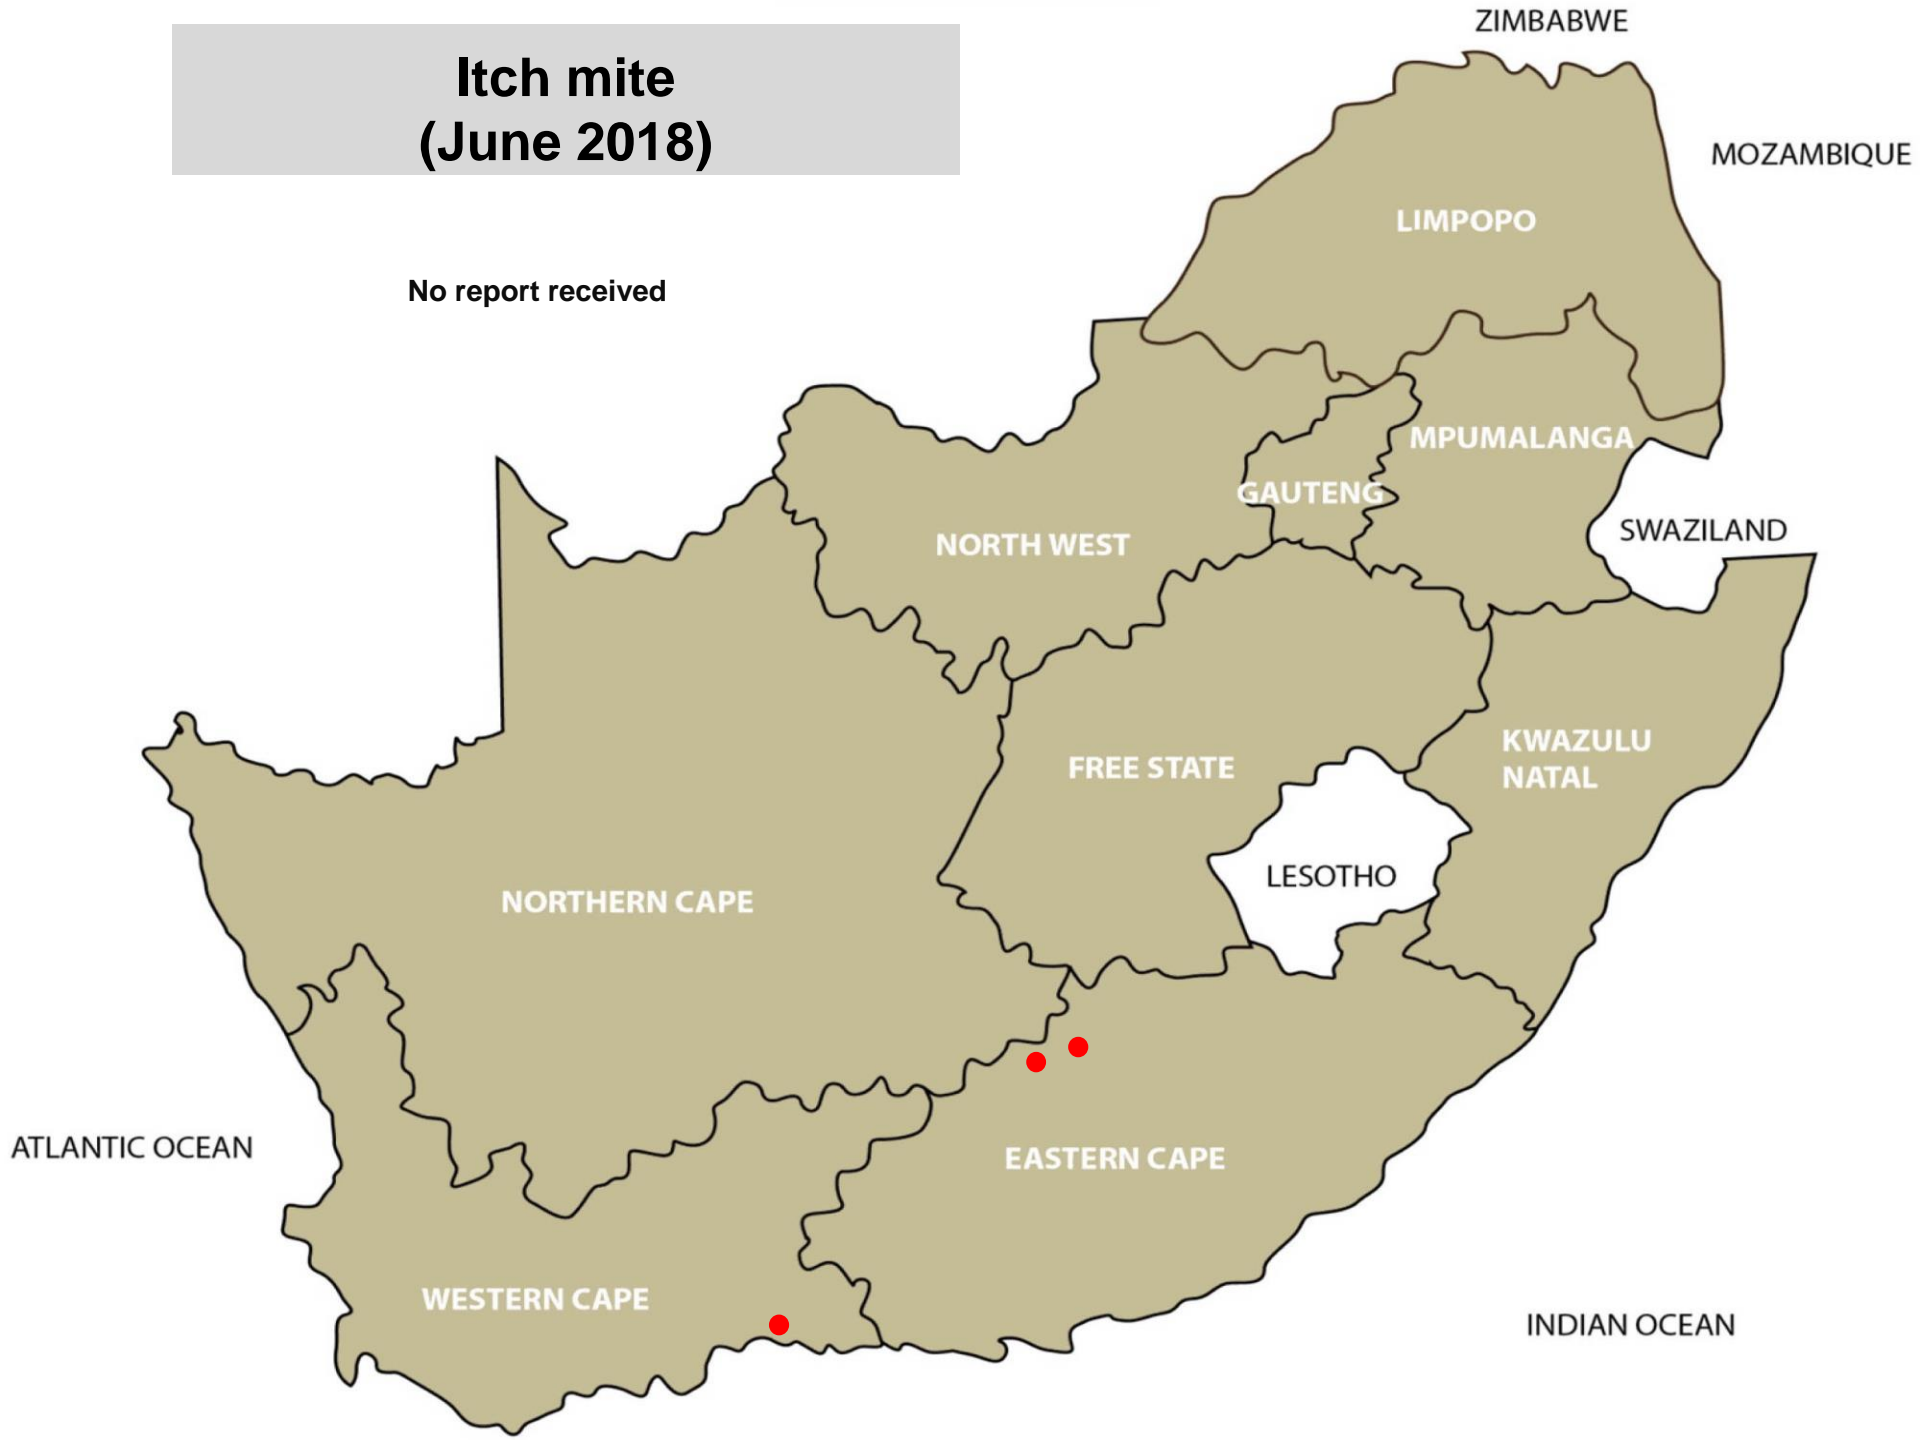 Itch mite
(June 2018)
No report received
ZIMBABWE
MOZAMBIQUE
LIMPOPO
MPUMALANGA
GAUTENG
SWAZILAND
NORTH WEST
KWAZULU
NATAL
FREE STATE
LESOTHO
NORTHERN CAPE
ATLANTIC OCEAN
EASTERN CAPE
WESTERN CAPE
INDIAN OCEAN